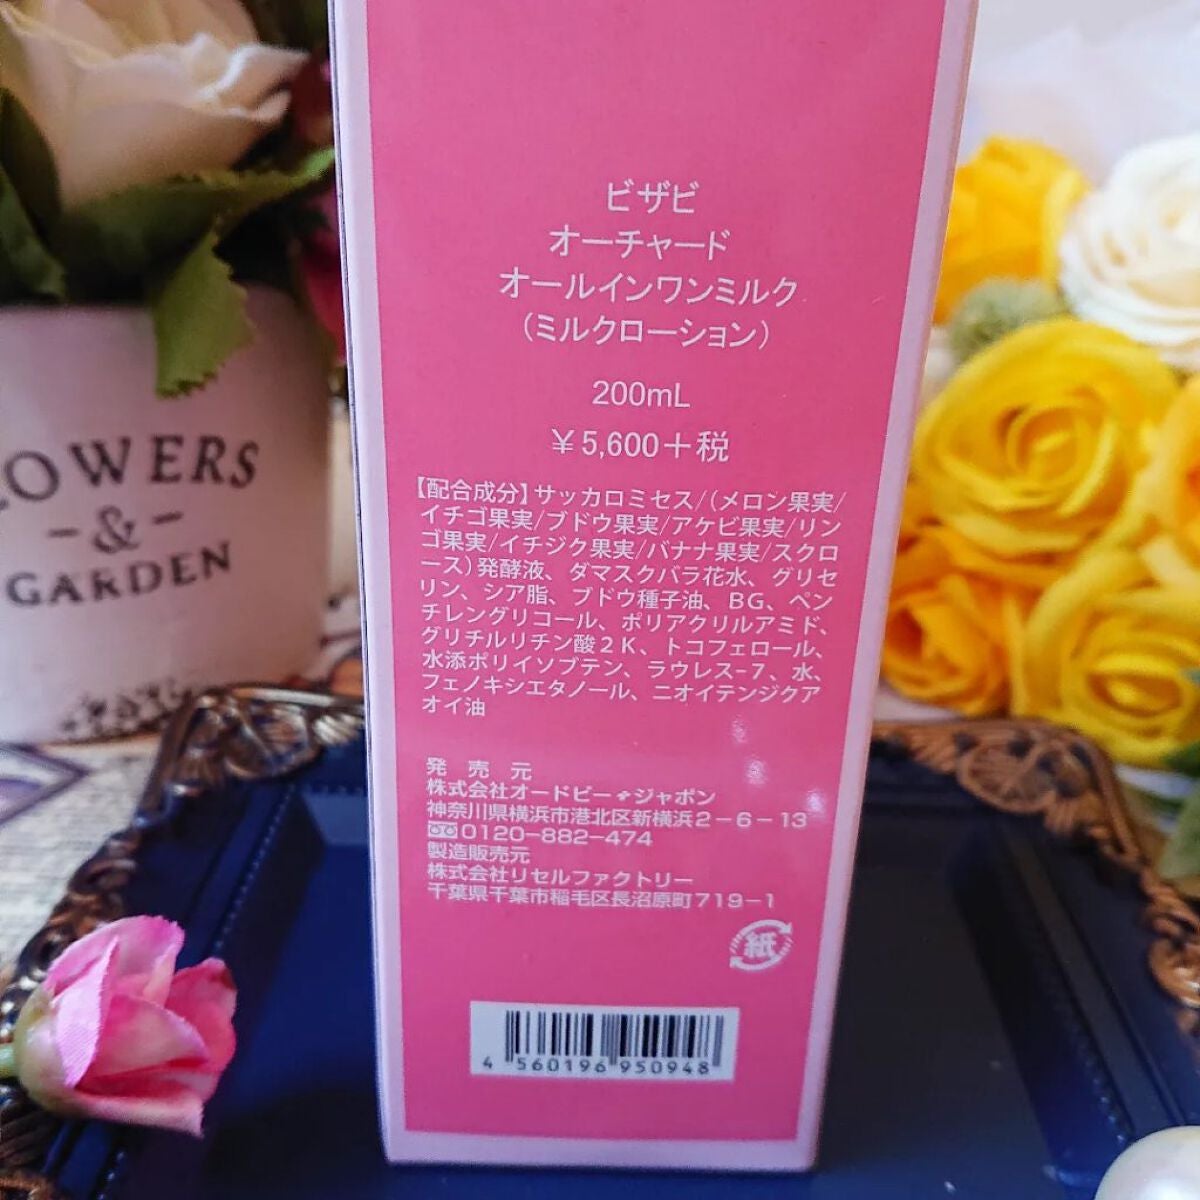 ビザビ
オーチャード
オールインワンミルク
(ミルクローション)
200mL
¥5,600+税
【配合成分】サッカロミセス/(メロン果実/
イチゴ果実/ブドウ果実/アケビ果実/リン
ゴ果実/イチジク果実/バナナ果実/スクロ
ース)発酵液、ダマスクバラ花水、グリセ
リン、シア脂、ブドウ種子油、BG、ペン
チレングリコール、ポリアクリルアミド、
グリチルリチン酸2K、トコフェロール、
水添ポリイソブテン、ラウレス-7、水、
フェノキシエタノール、ニオイテンジクア
オイ油
発売元
株式会社オードビー・ジャポン
神奈川県横浜市港北区新横浜2-6-13
0120-882-474
製造販売元
株式会社リセルファクトリー
千葉県千葉市稲毛区長沼原町719-1
紙
4 560196 950948
LOWERS
-&-
GARDEN